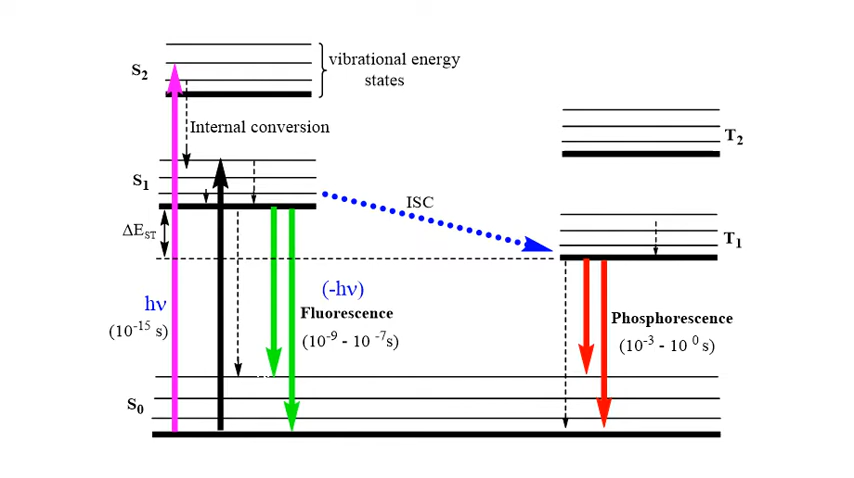 S₂
vibrational energy
states
Internal conversion
T₂
S₁
ISC
ΔE_ST
T₁
hν
(10⁻¹⁵ s)
(-hν)
Fluorescence
(10⁻⁹ - 10 ⁻⁷s)
Phosphorescence
(10⁻³ - 10 ⁰ s)
S₀